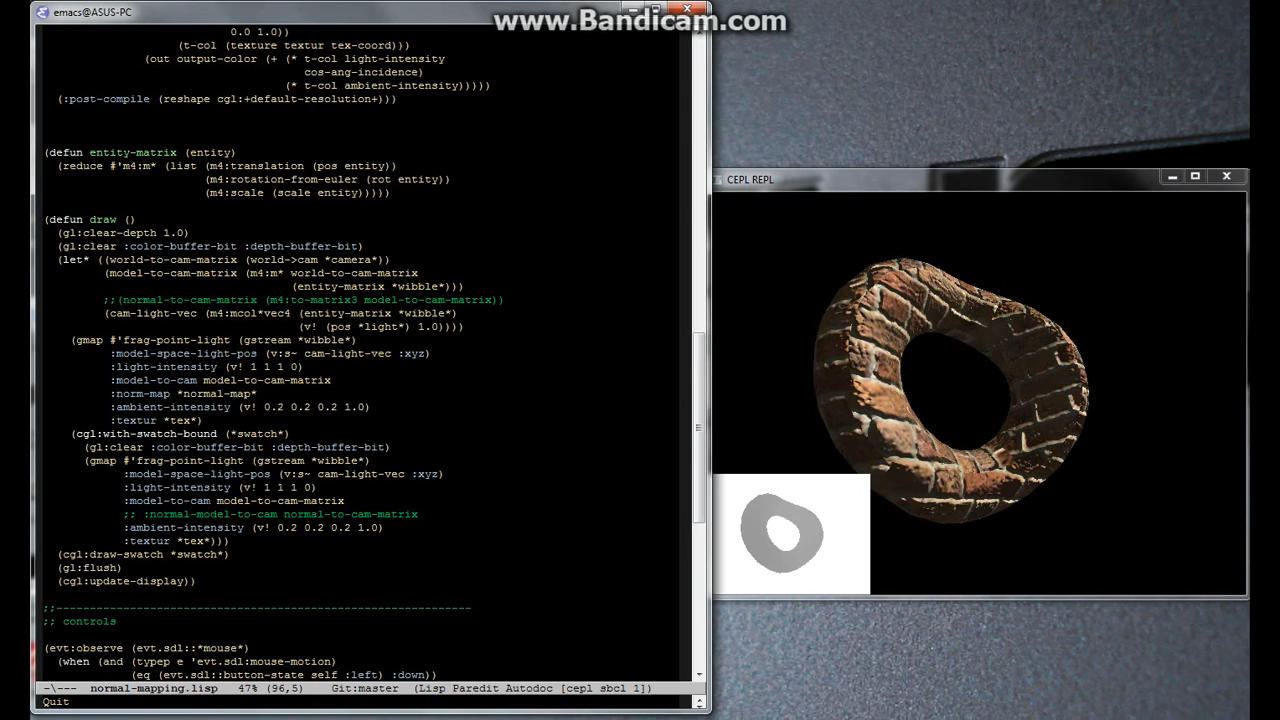 emacs@ASUS-PC
www.Bandicam.com
0.0 1.0))
(t-col (texture textur tex-coord)))
(out output-color (+ (* t-col light-intensity
cos-ang-incidence)
(* t-col ambient-intensity)))))
(:post-compile (reshape cgl:+default-resolution+)))
(defun entity-matrix (entity)
(reduce #'m4:m* (list (m4:translation (pos entity))
(m4:rotation-from-euler (rot entity))
(m4:scale (scale entity)))))
(defun draw ()
(gl:clear-depth 1.0)
(gl:clear :color-buffer-bit :depth-buffer-bit)
(let* ((world-to-cam-matrix (world->cam *camera*))
(model-to-cam-matrix (m4:m* world-to-cam-matrix
(entity-matrix *wibble*)))
;;(normal-to-cam-matrix (m4:to-matrix3 model-to-cam-matrix))
(cam-light-vec (m4:mcol*vec4 (entity-matrix *wibble*)
(v! (pos *light*) 1.0))))
(gmap #'frag-point-light (gstream *wibble*)
:model-space-light-pos (v:s~ cam-light-vec :xyz)
:light-intensity (v! 1 1 1 0)
:model-to-cam model-to-cam-matrix
:norm-map *normal-map*
:ambient-intensity (v! 0.2 0.2 0.2 1.0)
:textur *tex*)
(cgl:with-swatch-bound (*swatch*)
(gl:clear :color-buffer-bit :depth-buffer-bit)
(gmap #'frag-point-light (gstream *wibble*)
:model-space-light-pos (v:s~ cam-light-vec :xyz)
:light-intensity (v! 1 1 1 0)
:model-to-cam model-to-cam-matrix
;; :normal-model-to-cam normal-to-cam-matrix
:ambient-intensity (v! 0.2 0.2 0.2 1.0)
:textur *tex*)))
(cgl:draw-swatch *swatch*)
(gl:flush)
(cgl:update-display))
;;--------------------------------------------------------------
;; controls
(evt:observe (evt.sdl::*mouse*)
(when (and (typep e 'evt.sdl:mouse-motion)
(eq (evt.sdl::button-state self :left) :down))
-\--- normal-mapping.lisp 47% (96,5) Git:master (Lisp Paredit Autodoc [cepl sbcl 1])
Quit
CEPL REPL